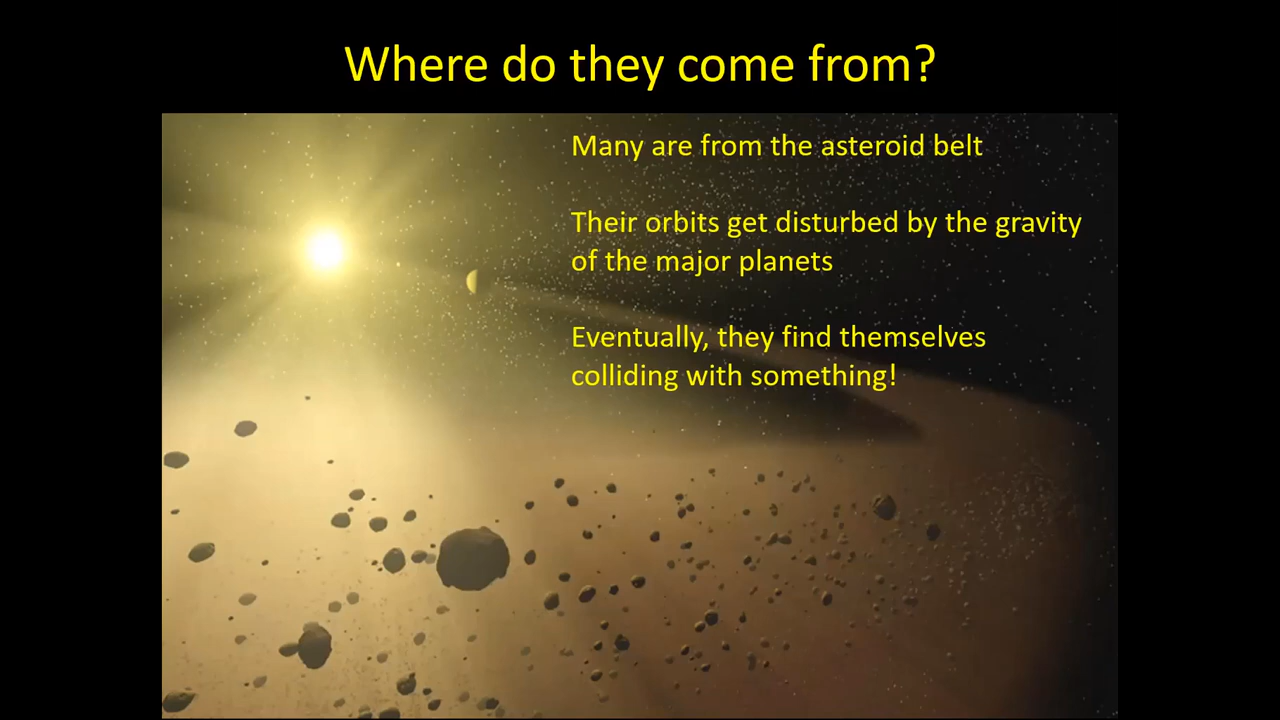 Where do they come from?
Many are from the asteroid belt
Their orbits get disturbed by the gravity
of the major planets
Eventually, they find themselves
colliding with something!